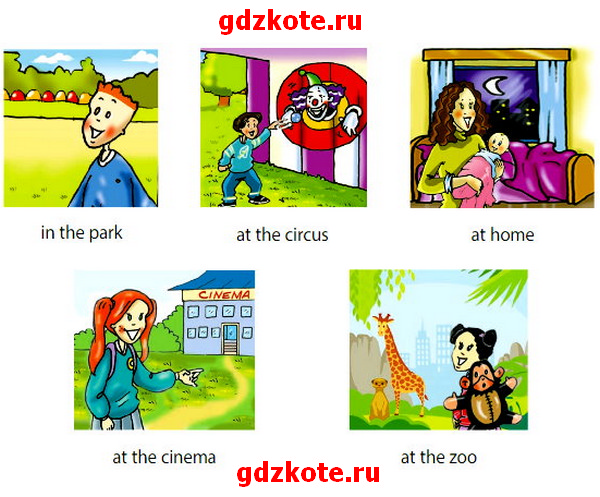 gdzkote.ru
in the park
at the circus
at home
CINEMA
at the cinema
at the zoo
gdzkote.ru